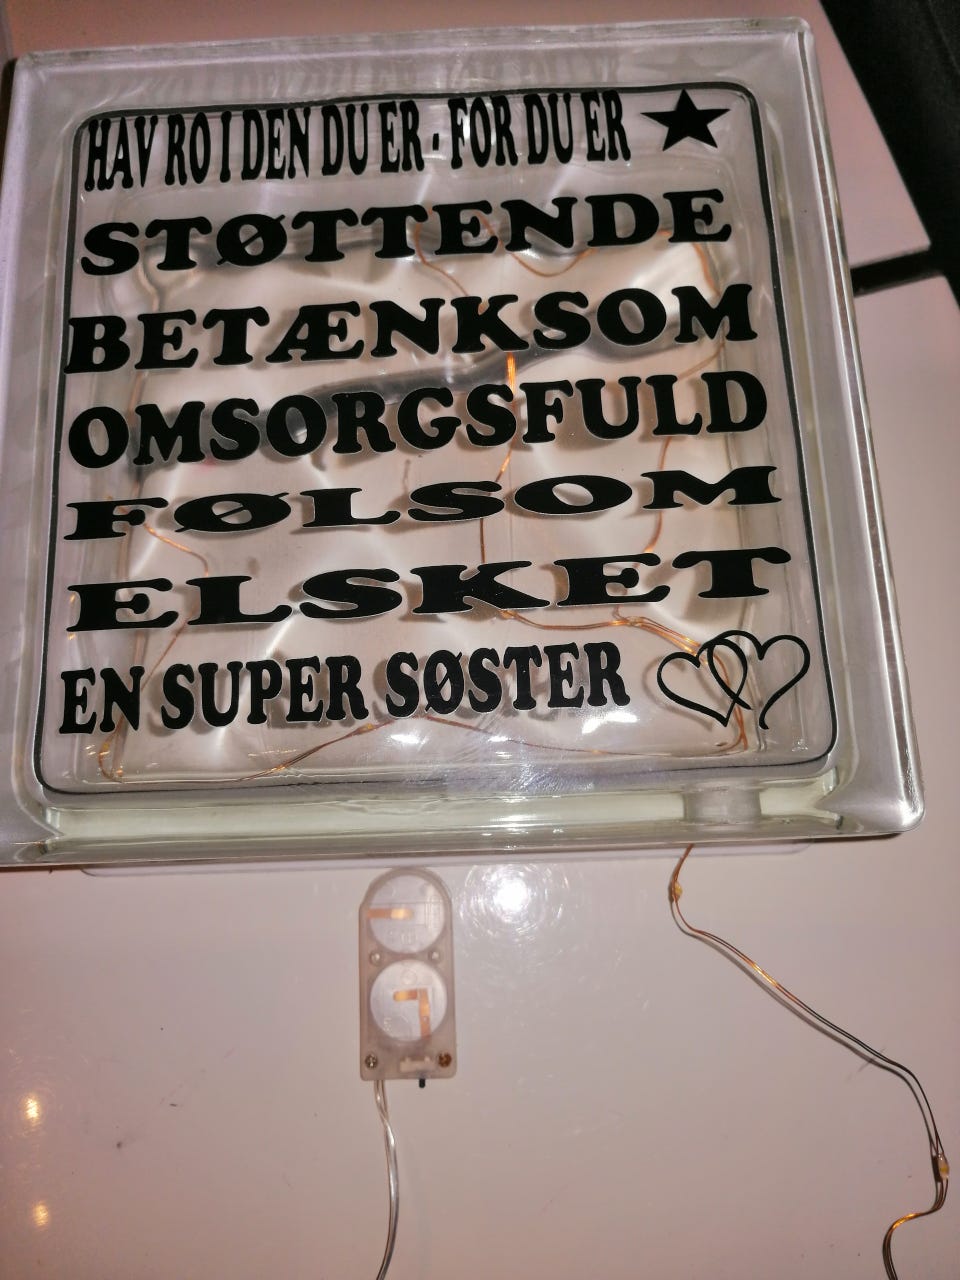 HAV RO I DEN DU ER - FOR DU ER
STØTTENDE
BETÆNKSOM
OMSORGSFULD
FØLSOM
ELSKET
EN SUPER SØSTER